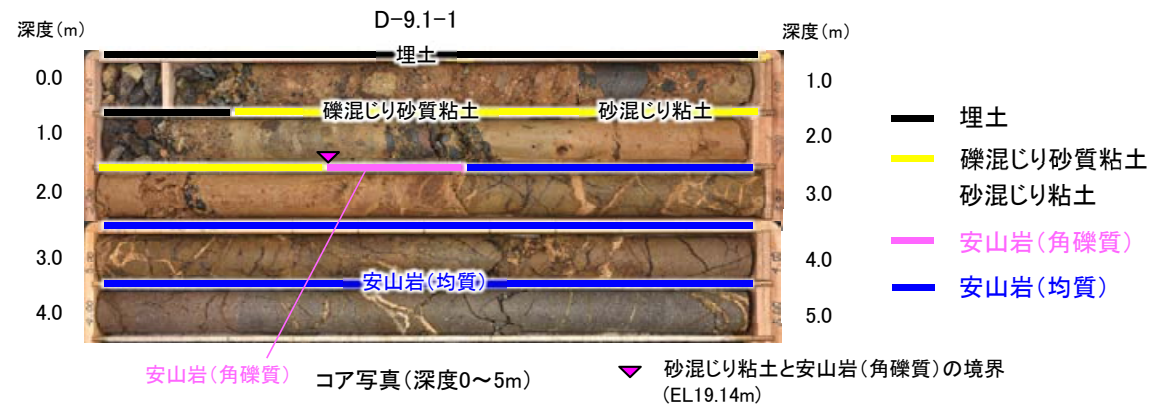 D-9.1-1
深度(m)
深度(m)
埋土
0.0
1.0
礫混じり砂質粘土
砂混じり粘土
1.0
2.0
2.0
3.0
3.0
4.0
安山岩(均質)
4.0
5.0
埋土
礫混じり砂質粘土
砂混じり粘土
安山岩(角礫質)
安山岩(均質)
安山岩(角礫質)
コア写真(深度0~5m)
砂混じり粘土と安山岩(角礫質)の境界
(EL19.14m)